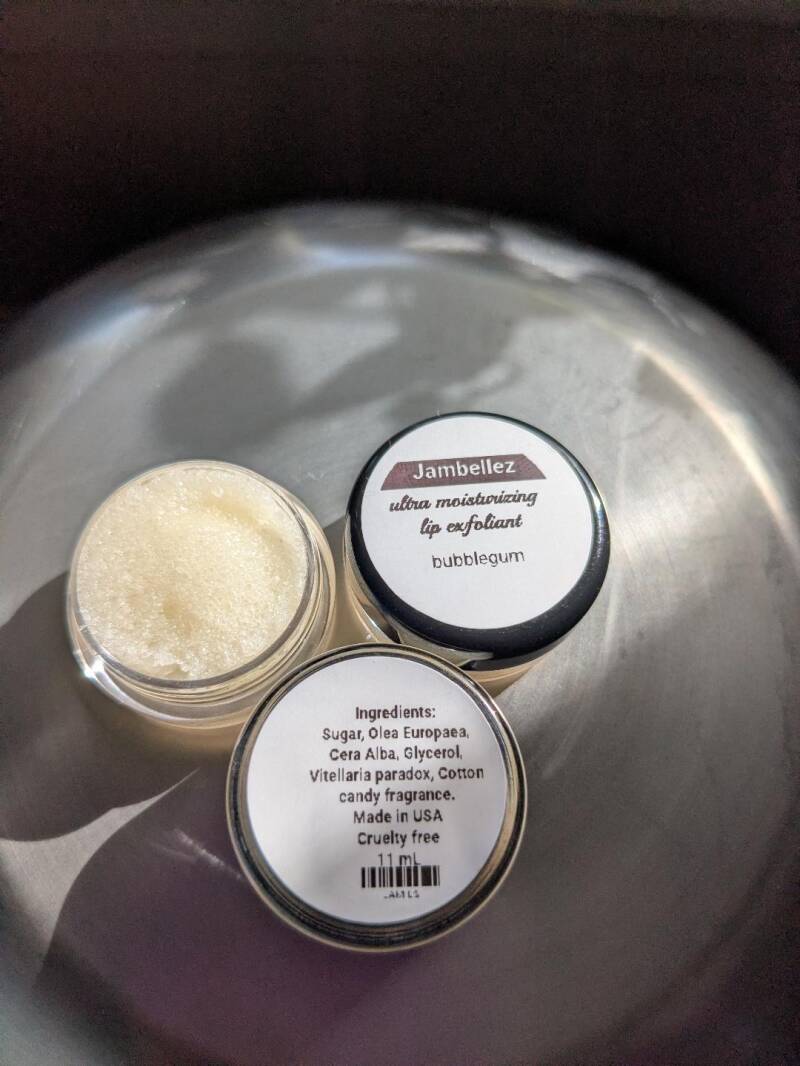 Jambellez
ultra moisturizing
lip exfoliant
bubblegum
Ingredients:
Sugar, Olea Europaea,
Cera Alba, Glycerol,
Vitellaria paradox, Cotton
candy fragrance.
Made in USA
Cruelty free
11 mL